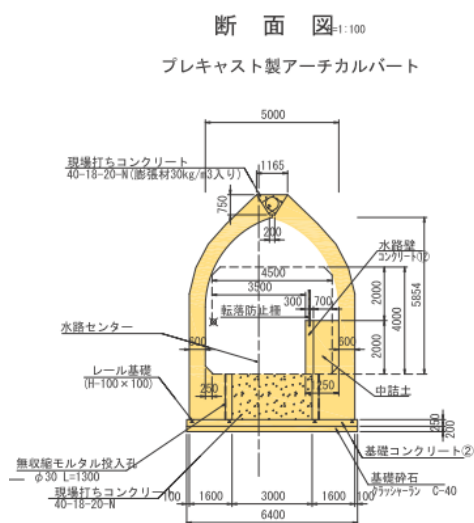 断 面 図 S=1:100
プレキャスト製アーチカルバート
5000
現場打ちコンクリート
40-18-20-N(膨張材30kg/m3入り)
1165
750
200
水路壁
コンクリート①
4500
3500
300
700
転落防止柵
2000
4000
5854
水路センター
600
600
2000
レール基礎
(H-100×100)
250
250
中詰土
250
200
基礎コンクリート②
無収縮モルタル投入孔
φ30 L=1300
基礎砕石
クラッシャーラン C-40
現場打ちコンクリー
40-18-20-N
100
1600
3000
1600
100
6400